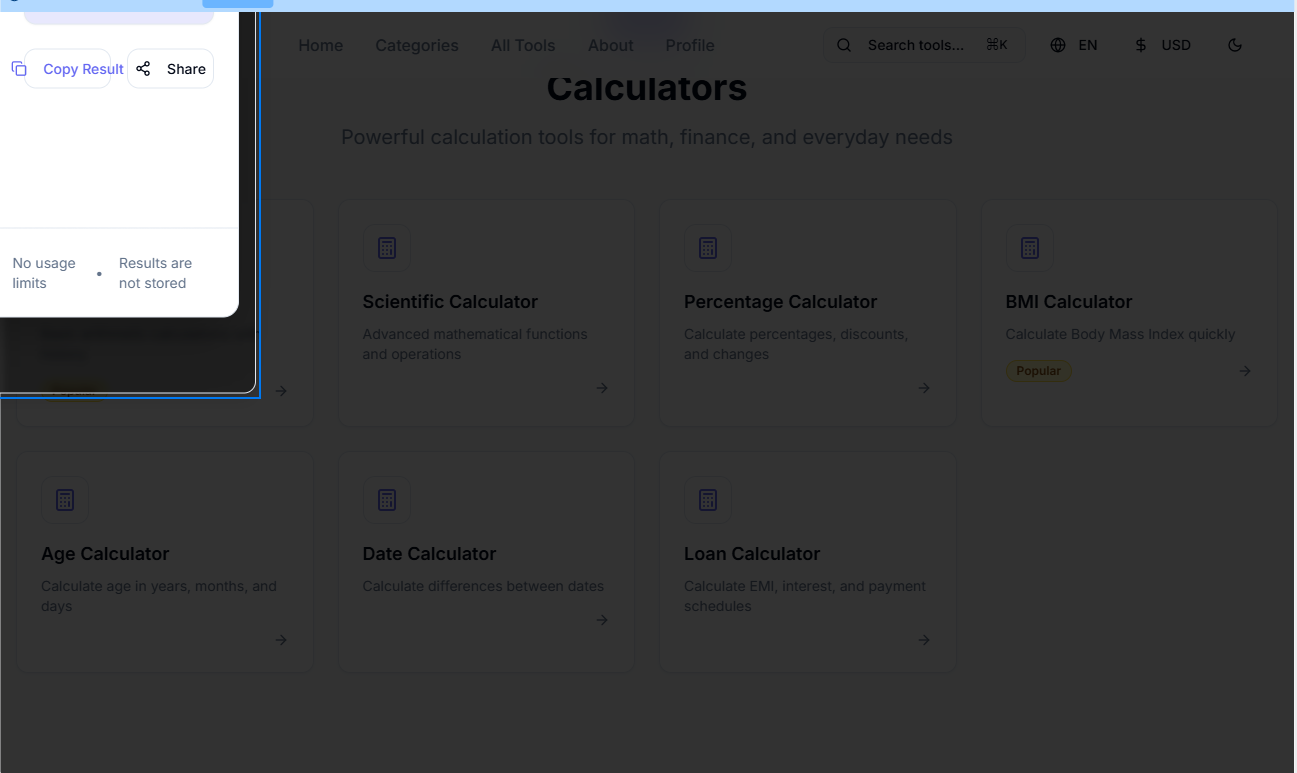 Home Categories All Tools About Profile Search tools... ⌘K EN $ USD
Copy Result Share
Calculators
Powerful calculation tools for math, finance, and everyday needs
No usage
limits
•
Results are
not stored
Scientific Calculator
Advanced mathematical functions
and operations
Percentage Calculator
Calculate percentages, discounts,
and changes
BMI Calculator
Calculate Body Mass Index quickly
Popular
Age Calculator
Calculate age in years, months, and
days
Date Calculator
Calculate differences between dates
Loan Calculator
Calculate EMI, interest, and payment
schedules